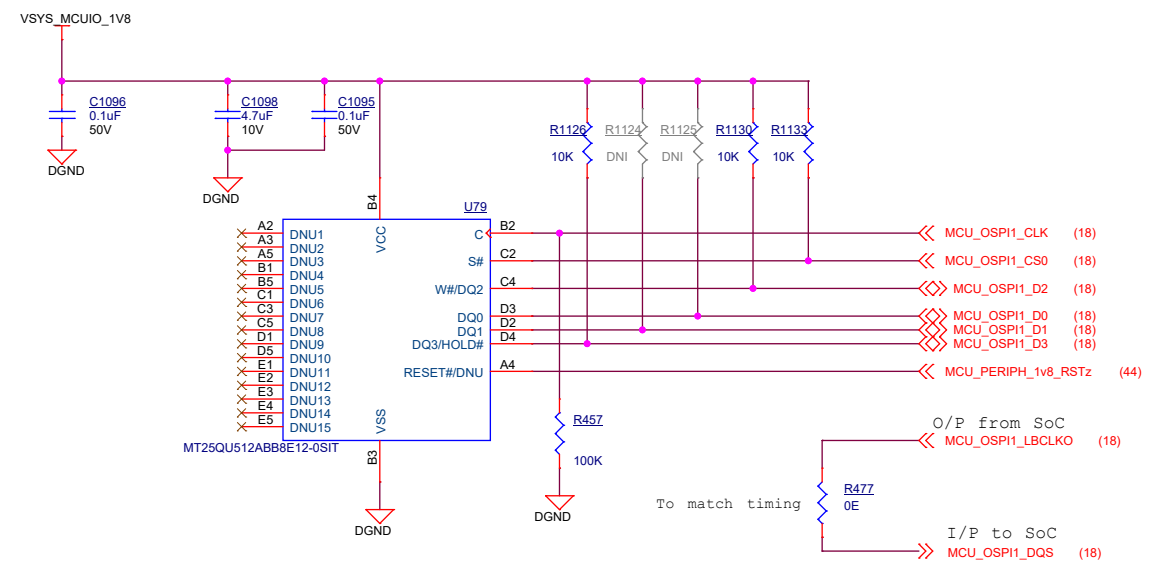 VSYS_MCUIO_1V8
C1096
0.1uF
50V
DGND
C1098
4.7uF
10V
C1095
0.1uF
50V
DGND
R1126
10K
R1124
DNI
R1125
DNI
R1130
10K
R1133
10K
U79
B4
VCC
A2 DNU1
A3 DNU2
A5 DNU3
B1 DNU4
B5 DNU5
C1 DNU6
C3 DNU7
C5 DNU8
D1 DNU9
D5 DNU10
E1 DNU11
E2 DNU12
E3 DNU13
E4 DNU14
E5 DNU15
C B2 MCU_OSPI1_CLK (18)
S# C2 MCU_OSPI1_CS0 (18)
W#/DQ2 C4 MCU_OSPI1_D2 (18)
DQ0 D3 MCU_OSPI1_D0 (18)
DQ1 D2 MCU_OSPI1_D1 (18)
DQ3/HOLD# D4 MCU_OSPI1_D3 (18)
RESET#/DNU A4 MCU_PERIPH_1v8_RSTz (44)
VSS
B3
MT25QU512ABB8E12-0SIT
DGND
R457
100K
DGND
O/P from SoC
MCU_OSPI1_LBCLKO (18)
R477
0E
To match timing
I/P to SoC
MCU_OSPI1_DQS (18)